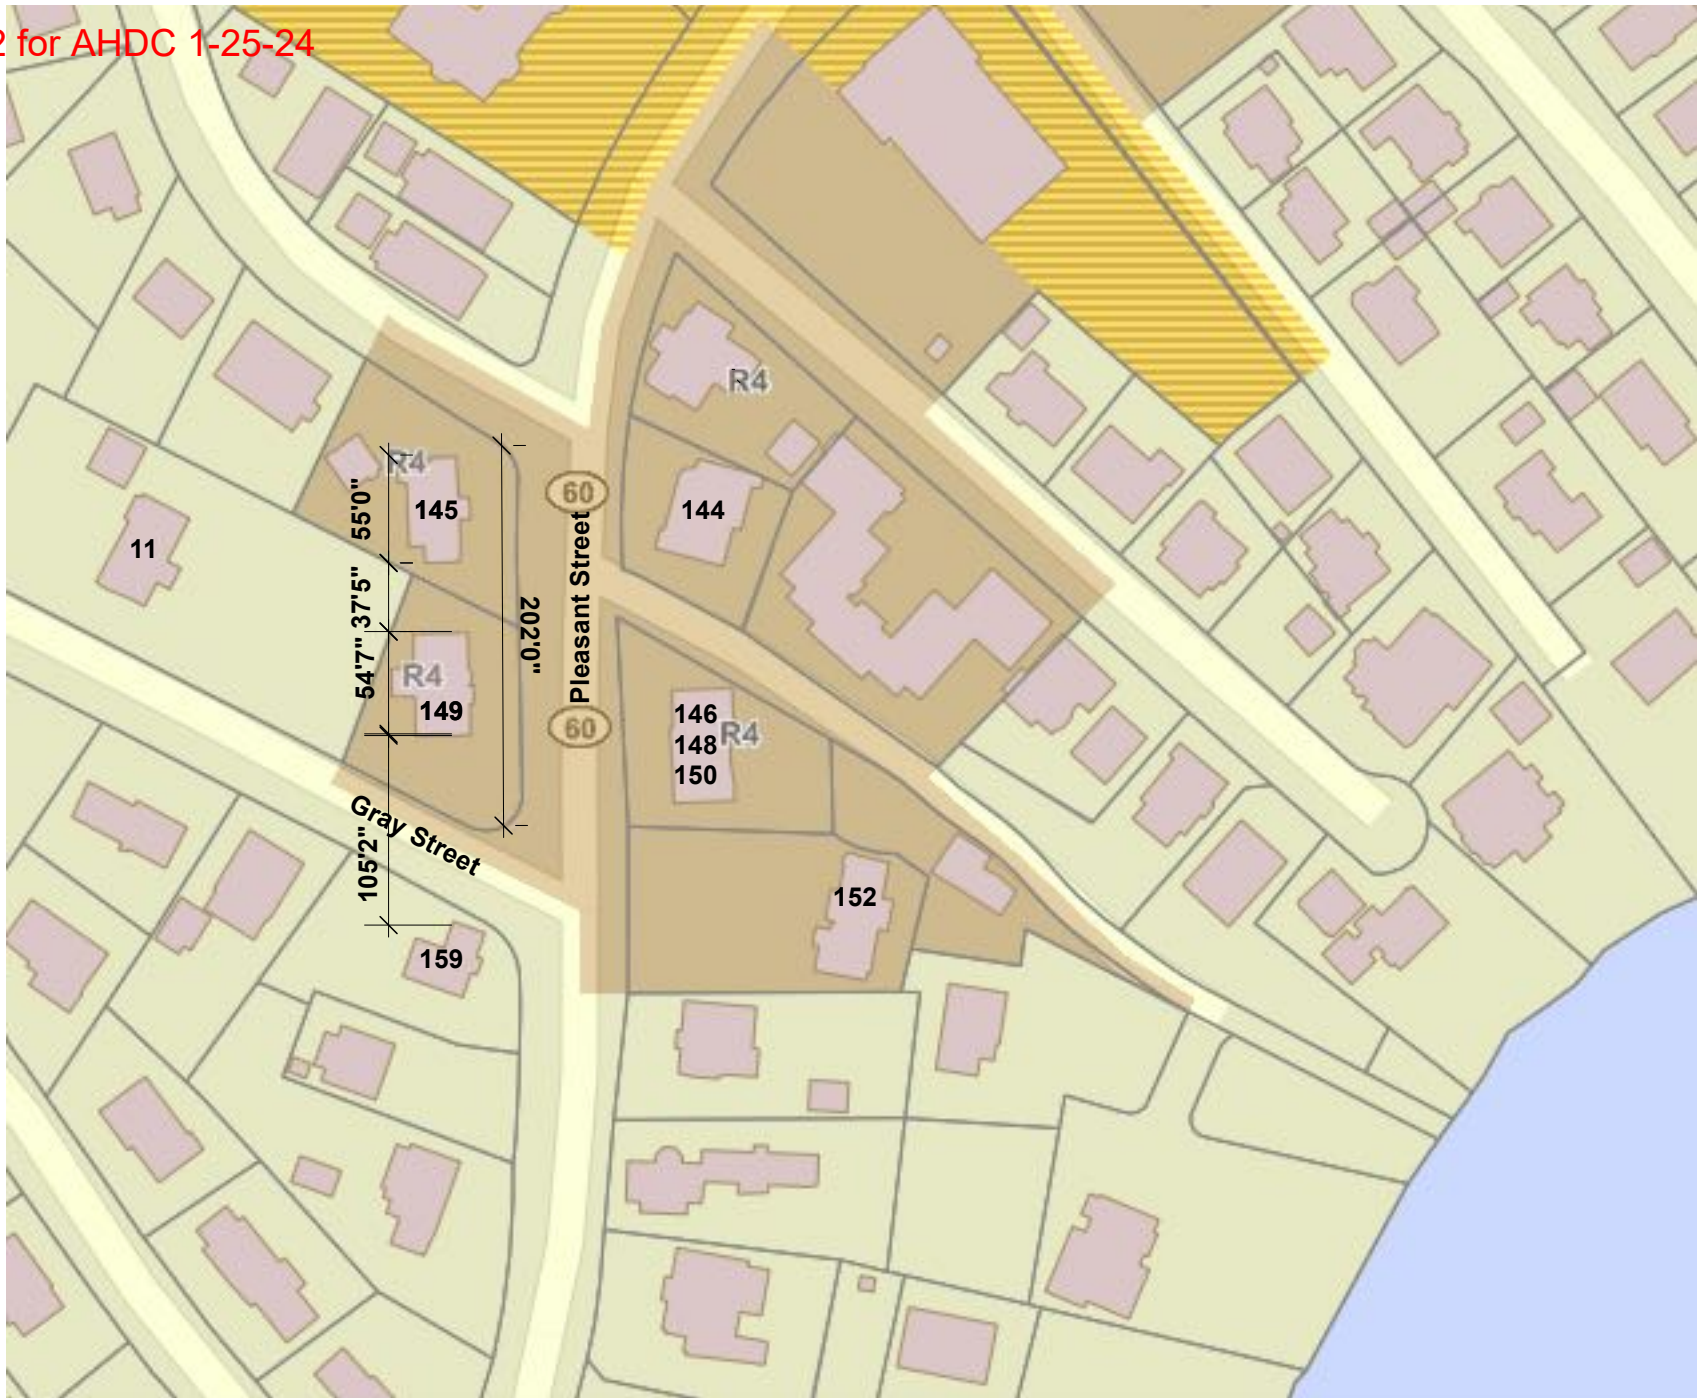 2 for AHDC 1-25-24
R4
R4
145
55'0"
60
144
11
Pleasant Street
37'5"
202'0"
54'7"
R4
149
60
146
148
150
R4
Gray Street
105'2"
152
159